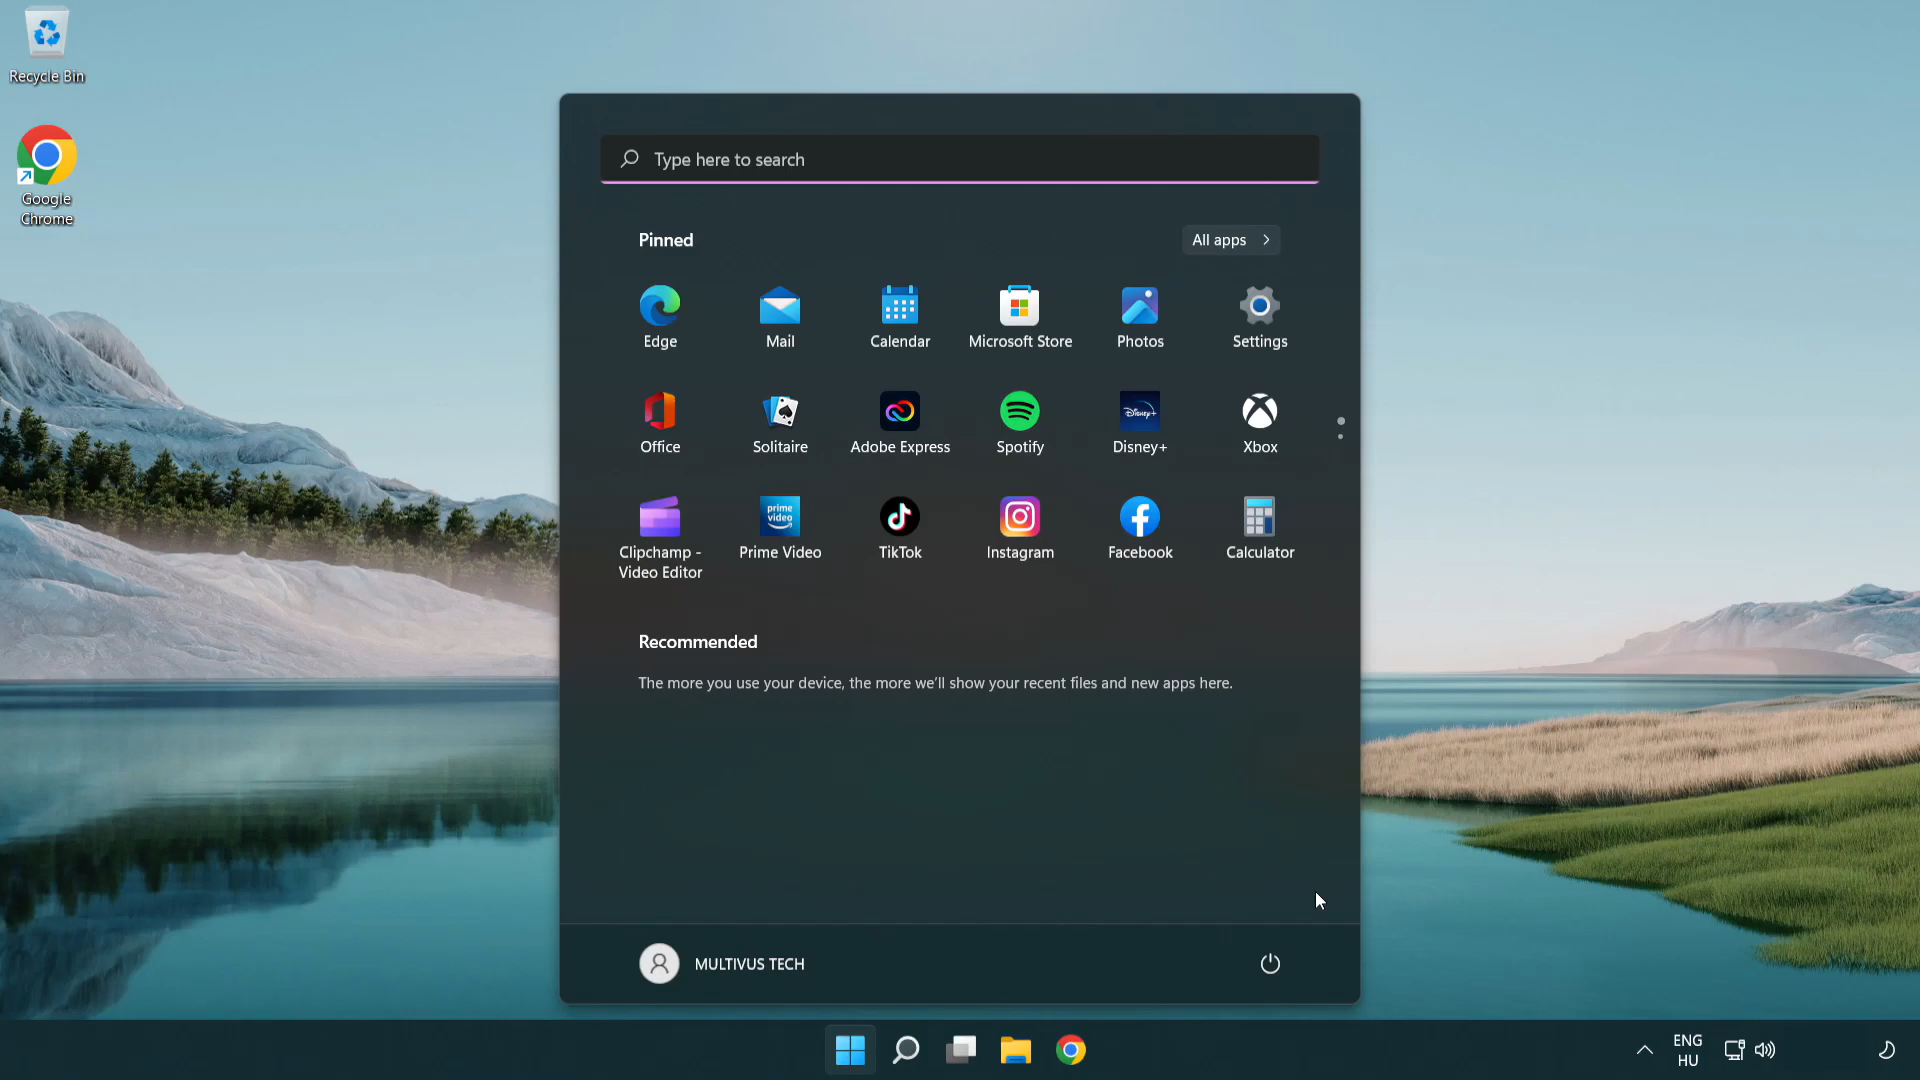 Recycle Bin
Google
Chrome
Type here to search
Pinned
All apps
Edge
Mail
Calendar
Microsoft Store
Photos
Settings
Office
Solitaire
Adobe Express
Disney+
Spotify
Disney+
Xbox
prime
video
Clipchamp -
Video Editor
Prime Video
TikTok
Instagram
Facebook
Calculator
Recommended
The more you use your device, the more we'll show your recent files and new apps here.
MULTIVUS TECH
ENG
HU